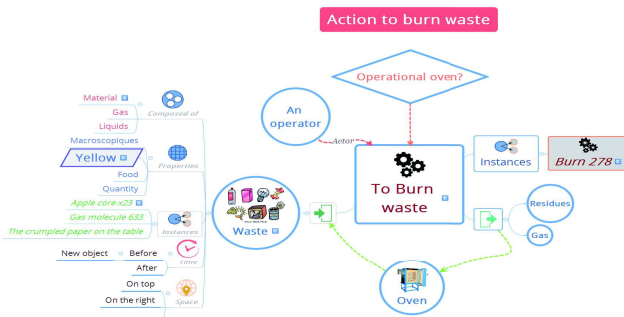 Action to burn waste
Operational oven?
An
operator
Actor
Material
Gas
Liquids
Composed of
Macroscopiques
Yellow
Food
Quantity
Properties
Apple core x23
Gas molecule 633
The crumpled paper on the table
Instances
New object
Before
After
Time
On top
On the right
Space
Waste
To Burn
waste
Instances
Burn 278
Residues
Gas
Oven